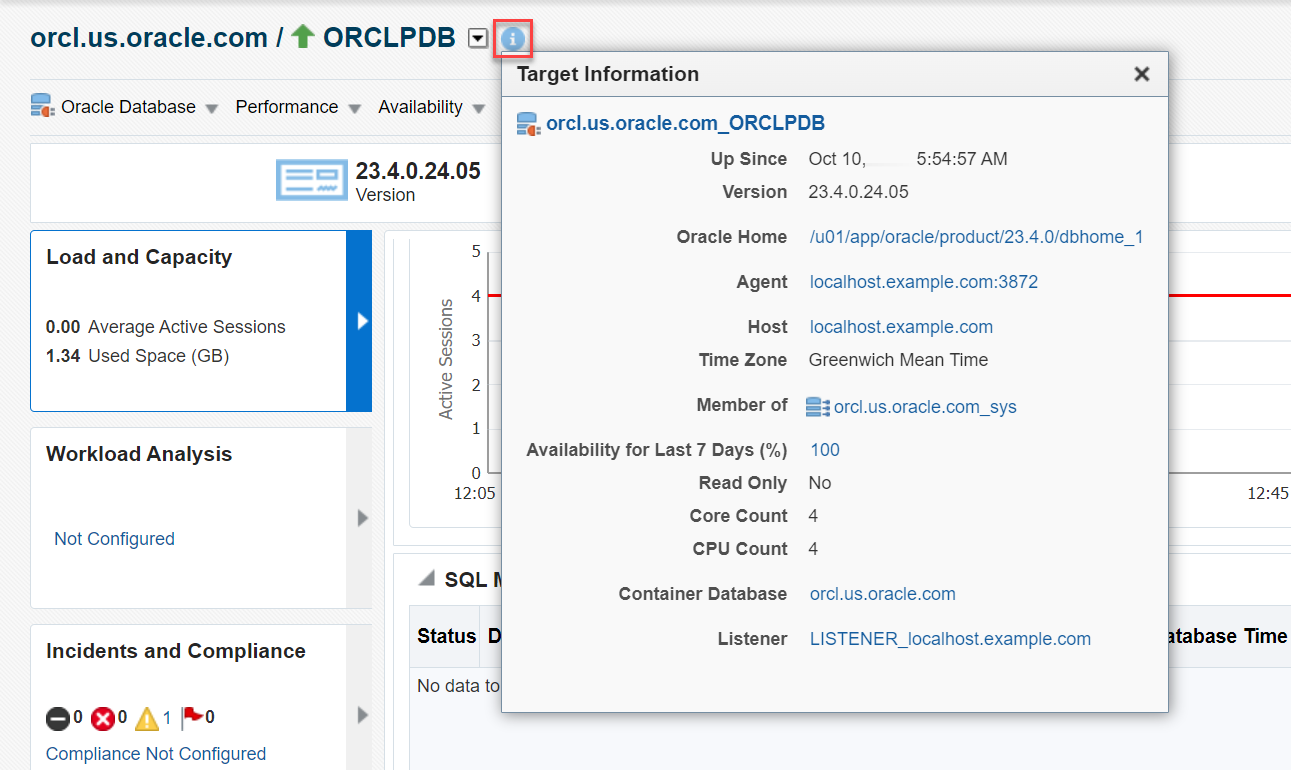 orcl.us.oracle.com / ORCLPDB
Oracle Database Performance Availability
23.4.0.24.05
Version
Load and Capacity
0.00 Average Active Sessions
1.34 Used Space (GB)
Workload Analysis
Not Configured
Incidents and Compliance
0 0 1 0
Compliance Not Configured
Active Sessions
5
4
3
2
1
0
12:05
12:45
SQL
Status
No data to
atabase Time
Target Information
orcl.us.oracle.com_ORCLPDB
Up Since Oct 10, 5:54:57 AM
Version 23.4.0.24.05
Oracle Home /u01/app/oracle/product/23.4.0/dbhome_1
Agent localhost.example.com:3872
Host localhost.example.com
Time Zone Greenwich Mean Time
Member of orcl.us.oracle.com_sys
Availability for Last 7 Days (%) 100
Read Only No
Core Count 4
CPU Count 4
Container Database orcl.us.oracle.com
Listener LISTENER_localhost.example.com